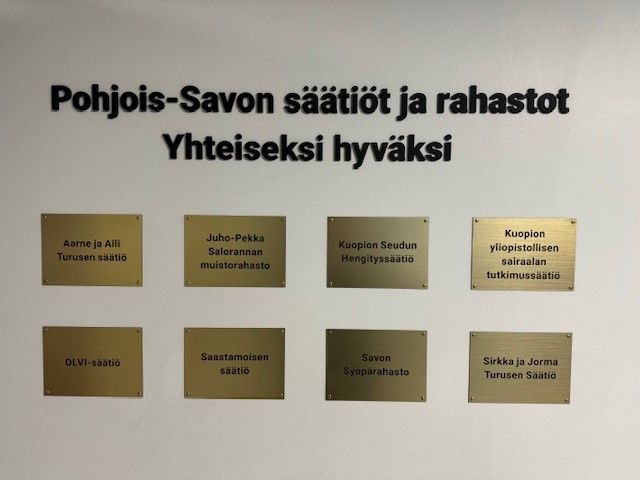 Pohjois-Savon säätiöt ja rahastot
Yhteiseksi hyväksi
Aarne ja Aili
Turusen säätiö
Juho-Pekka
Salorannan
muistorahasto
Kuopion Seudun
Hengityssäätiö
Kuopion
yliopistollisen
sairaalan
tutkimussäätiö
OLVI-säätiö
Saastamoisen
säätiö
Savon
Syöpärahasto
Sirkka ja Jorma
Turusen Säätiö